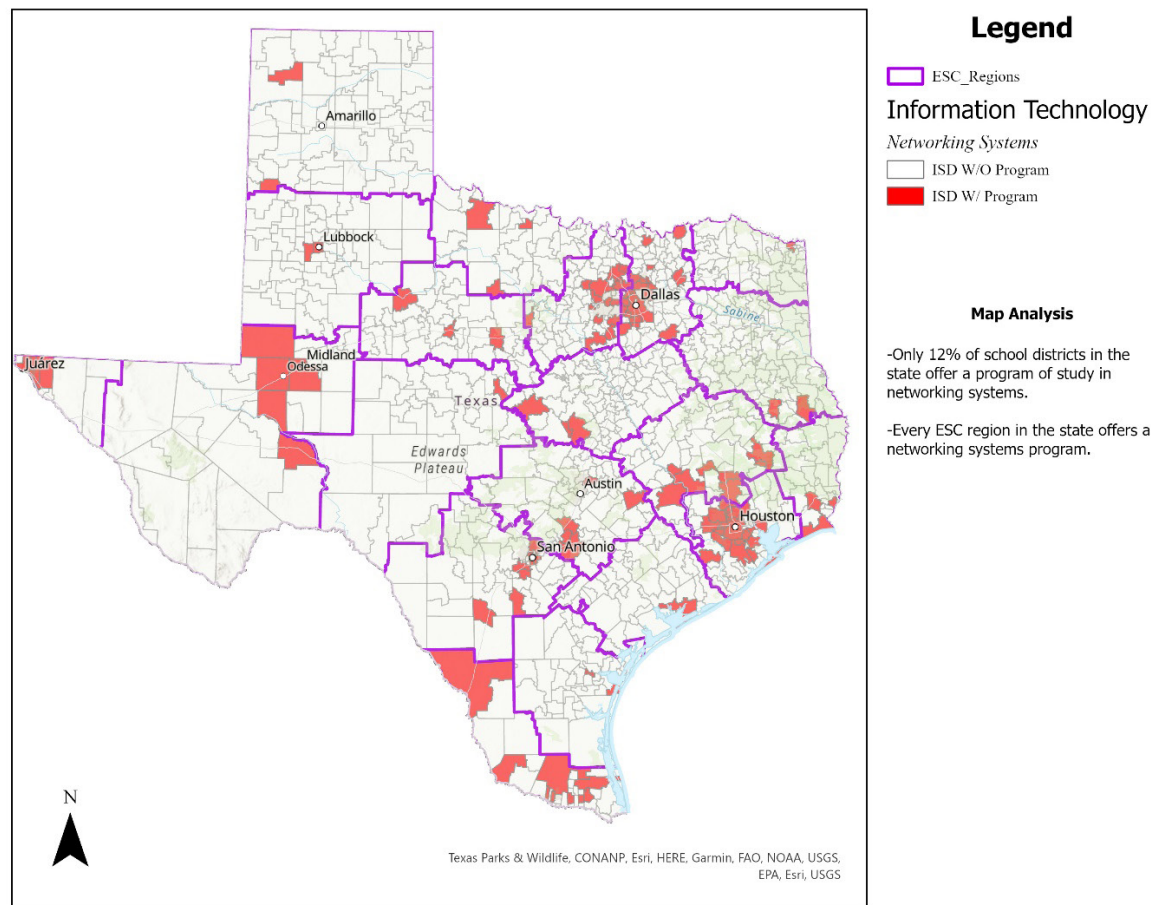 Amarillo
Lubbock
Dallas
Sabine
Midland
Odessa
Juárez
Texas
Edwards
Plateau
Austin
Houston
San Antonio
N
Texas Parks & Wildlife, CONANP, Esri, HERE, Garmin, FAO, NOAA, USGS,
EPA, Esri, USGS
Legend
ESC_Regions
Information Technology
Networking Systems
ISD W/O Program
ISD W/ Program
Map Analysis
-Only 12% of school districts in the
state offer a program of study in
networking systems.
-Every ESC region in the state offers a
networking systems program.